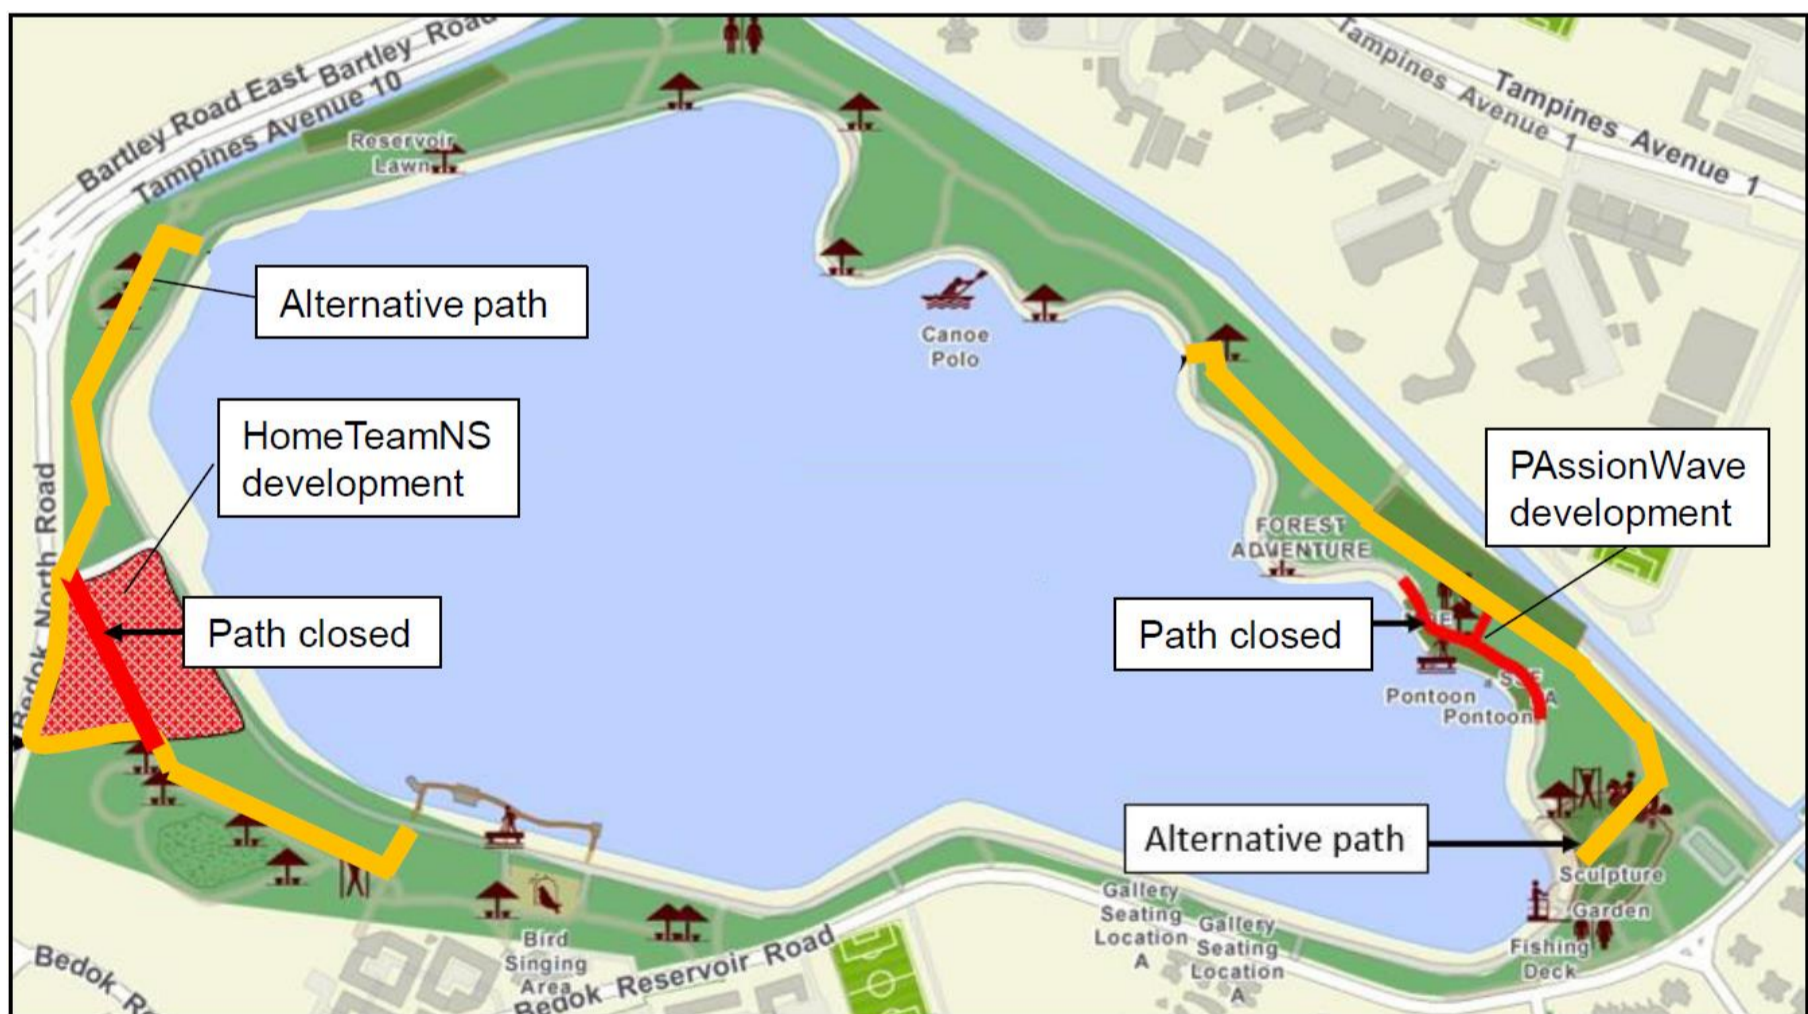 Bartley Road East
Bartley Road
Tampines Avenue 10
Tampines Avenue 1
Tampines Avenue 1
Reservoir
Lawn
Alternative path
Canoe
Polo
HomeTeamNS
development
PAssionWave
development
Bedok North Road
FOREST
ADVENTURE
Path closed
Path closed
Pontoon
Pontoon
Alternative path
Sculpture
Garden
Gallery
Seating
Location
A
Gallery
Seating
Location
A
Fishing
Deck
Bird
Singing
Area
Bedok Reservoir Road
Bedok